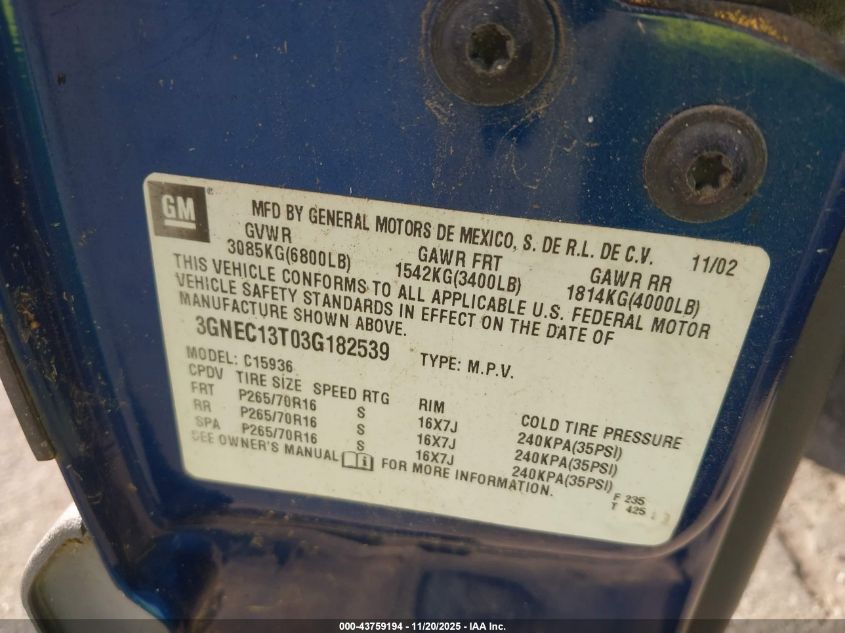 GM ®
MFD BY GENERAL MOTORS DE MEXICO, S. DE R.L. DE C.V. 11/02
GVWR GAWR FRT GAWR RR
3085KG(6800LB) 1542KG(3400LB) 1814KG(4000LB)
THIS VEHICLE CONFORMS TO ALL APPLICABLE U.S. FEDERAL MOTOR
VEHICLE SAFETY STANDARDS IN EFFECT ON THE DATE OF
MANUFACTURE SHOWN ABOVE.
3GNEC13T03G182539 TYPE: M.P.V.
MODEL: C15936
CPDV TIRE SIZE SPEED RTG RIM COLD TIRE PRESSURE
FRT P265/70R16 S 16X7J 240KPA(35PSI)
RR P265/70R16 S 16X7J 240KPA(35PSI)
SPA P265/70R16 S 16X7J 240KPA(35PSI)
SEE OWNER'S MANUAL FOR MORE INFORMATION.
F 235
T 425
000-43759194 - 11/20/2025 - IAA Inc.